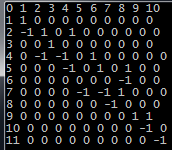 0 1 2 3 4 5 6 7 8 9 10
1 1 0 0 0 0 0 0 0 0 0
2 -1 1 0 1 0 0 0 0 0 0
3 0 0 1 0 0 0 0 0 0 0
4 0 -1 -1 0 1 0 0 0 0 0
5 0 0 0 -1 0 1 0 1 0 0
6 0 0 0 0 0 0 -1 0 0
7 0 0 0 0 -1 -1 1 0 0 0
8 0 0 0 0 0 0 -1 0 0 0
9 0 0 0 0 0 0 0 0 1 1
10 0 0 0 0 0 0 0 0 -1 0
11 0 0 0 0 0 0 0 0 0 -1